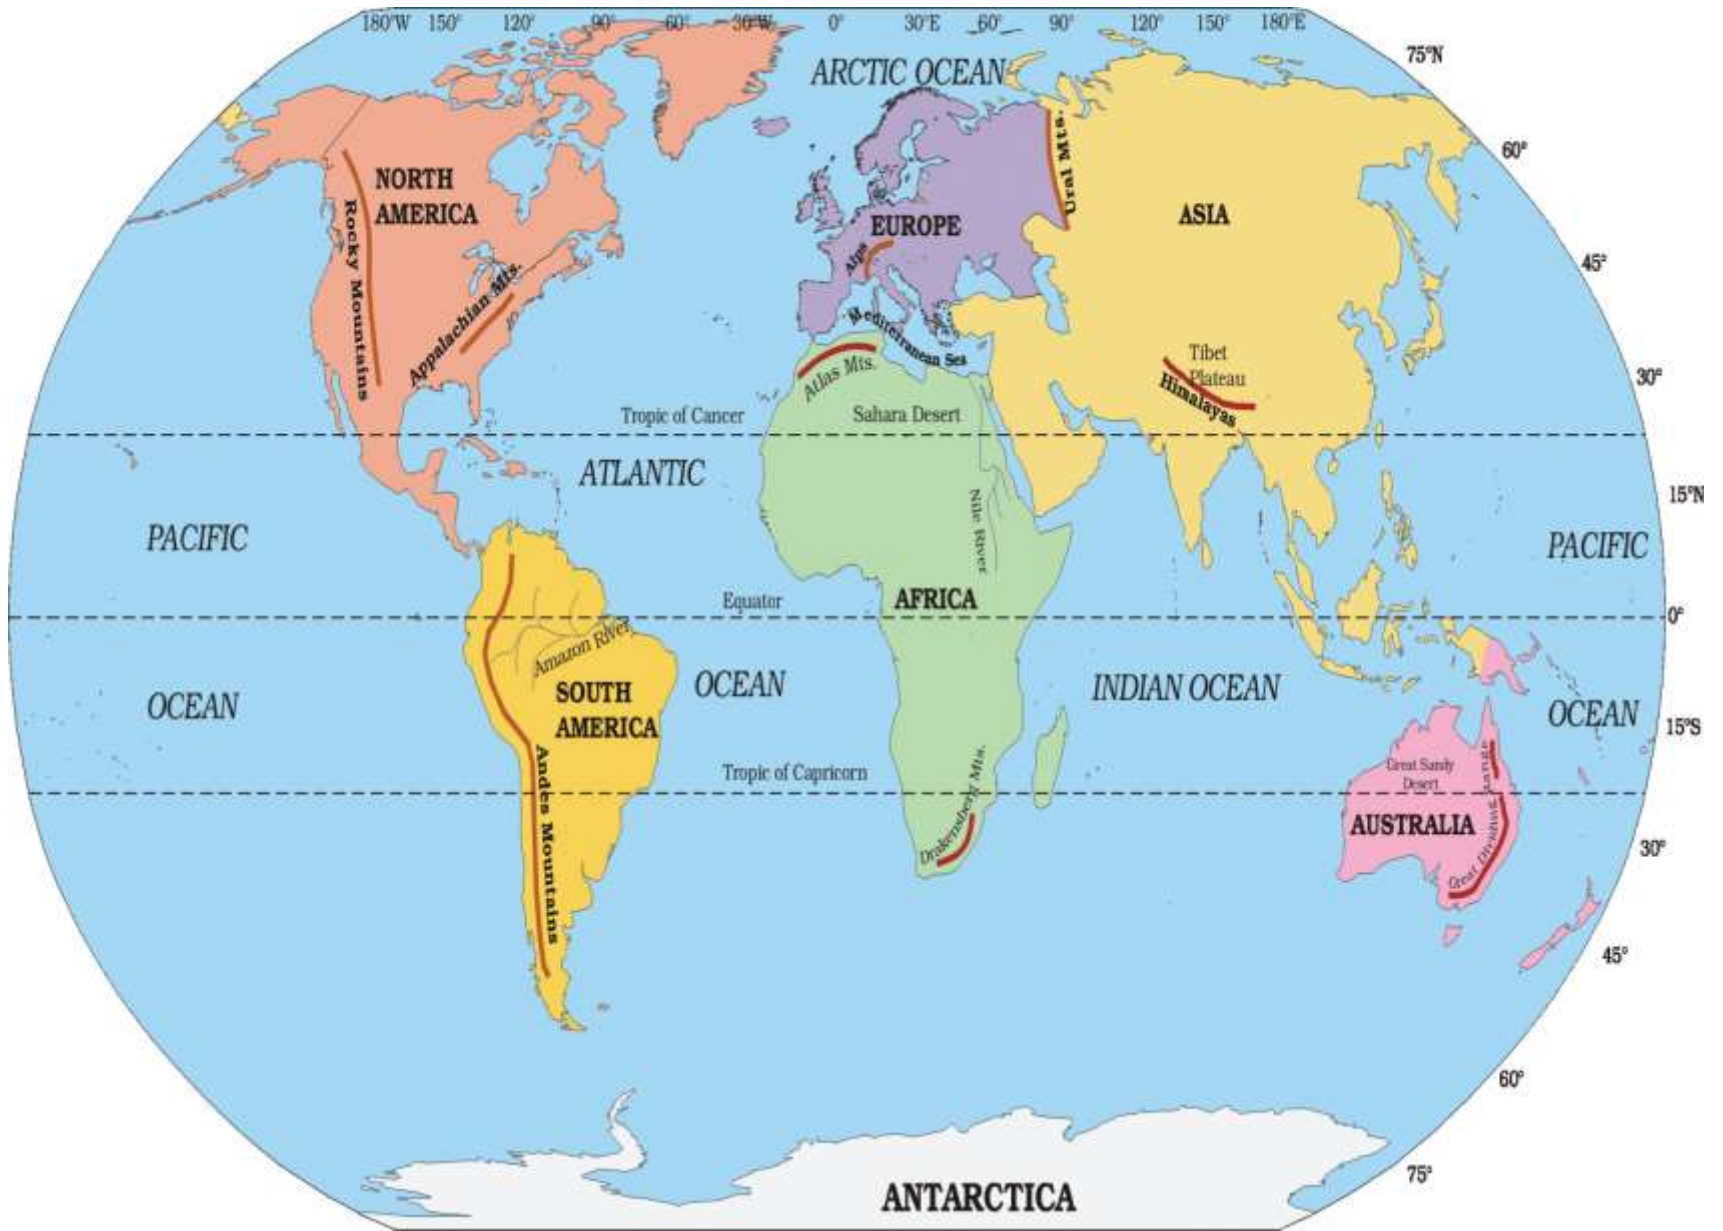 180°W 150° 120° 90° 60° 30°W 0° 30°E 60° 90° 120° 150° 180°E
75°N
ARCTIC OCEAN
60°
Ural Mts.
NORTH
AMERICA
EUROPE
ASIA
Rocky Mountains
Alps
45°
Appalachian Mts.
Mediterranean Sea
Tibet
Plateau
Himalayas
30°
Atlas Mts.
Tropic of Cancer
Sahara Desert
ATLANTIC
15°N
Nile River
PACIFIC
PACIFIC
AFRICA
Equator
0°
Amazon River
OCEAN
INDIAN OCEAN
SOUTH
AMERICA
OCEAN
OCEAN
15°S
Andes Mountains
Tropic of Capricorn
Drakensberg Mts.
Great Sandy
Desert
Great Dividing Range
AUSTRALIA
30°
45°
60°
75°
ANTARCTICA